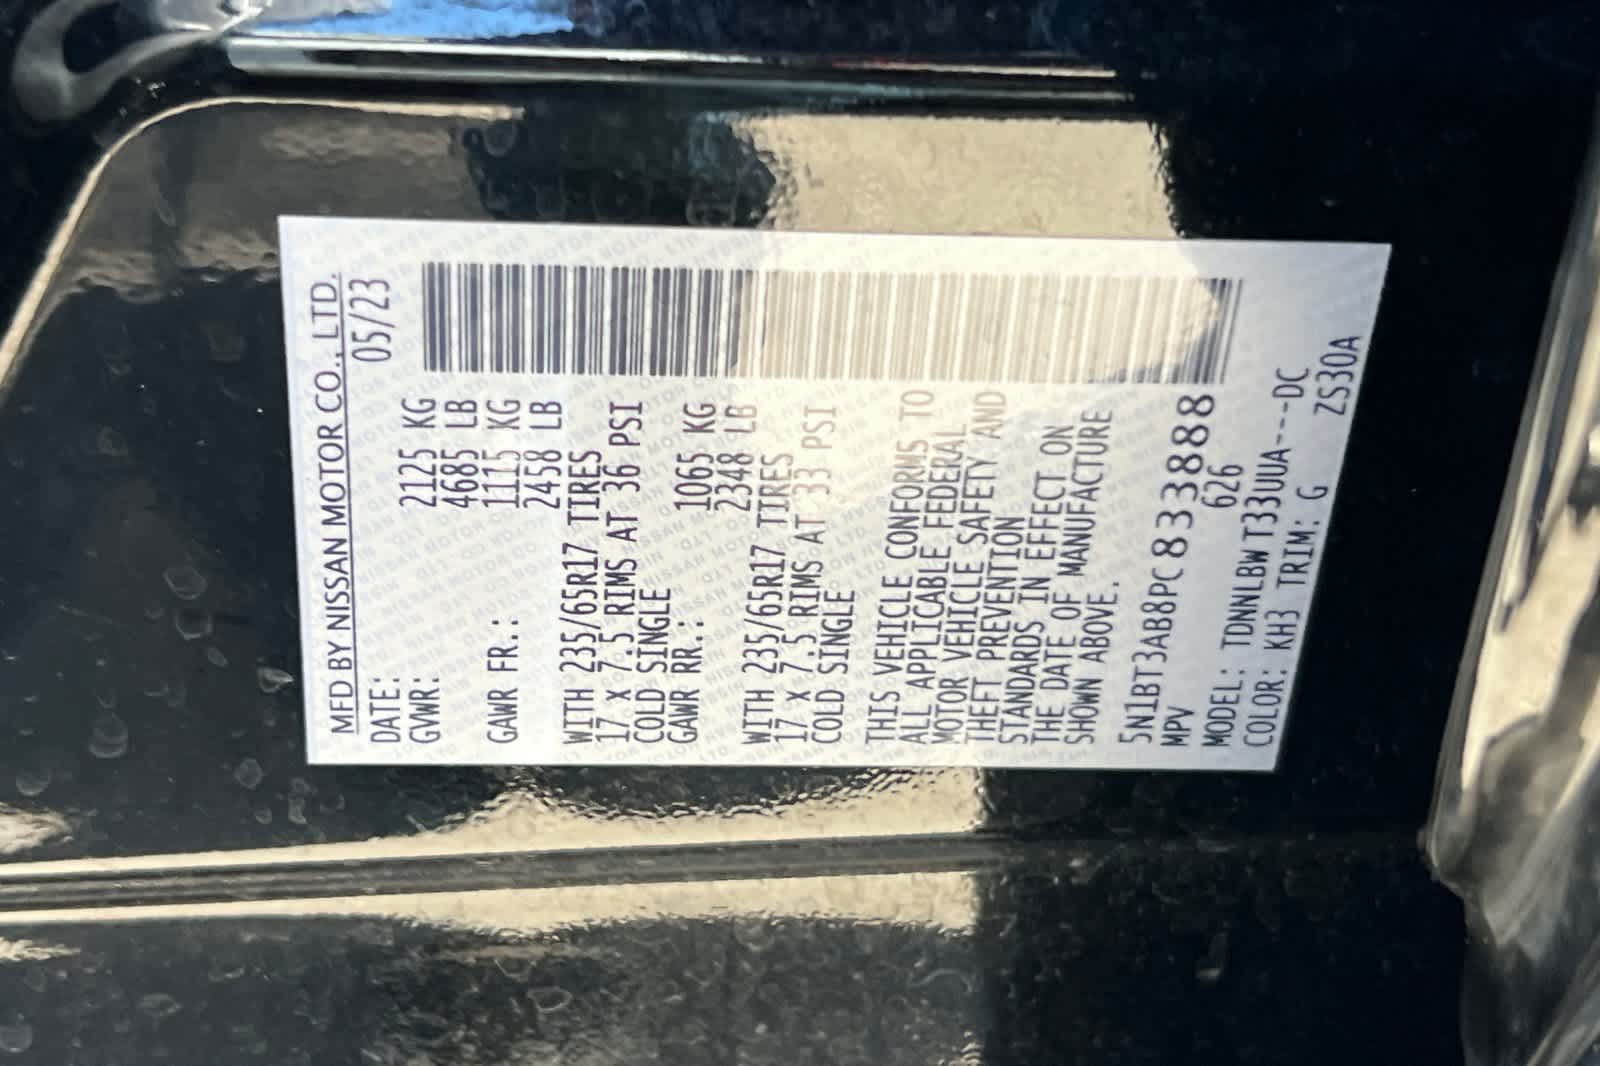 MFD BY NISSAN MOTOR CO., LTD.
DATE: 05/23
GVWR: 2125 KG
4685 LB
GAWR FR.: 1115 KG
2458 LB
WITH 235/65R17 TIRES
17 X 7.5 RIMS AT 36 PSI
COLD SINGLE
GAWR RR.: 1065 KG
2348 LB
WITH 235/65R17 TIRES
17 X 7.5 RIMS AT 33 PSI
COLD SINGLE
THIS VEHICLE CONFORMS TO
ALL APPLICABLE FEDERAL
MOTOR VEHICLE SAFETY AND
THEFT PREVENTION
STANDARDS IN EFFECT ON
THE DATE OF MANUFACTURE
SHOWN ABOVE.
5N1BT3AB8PC833888
MPV 626
MODEL: TDNNLBW T33UUA---DC
COLOR: KH3 TRIM: G ZS30A